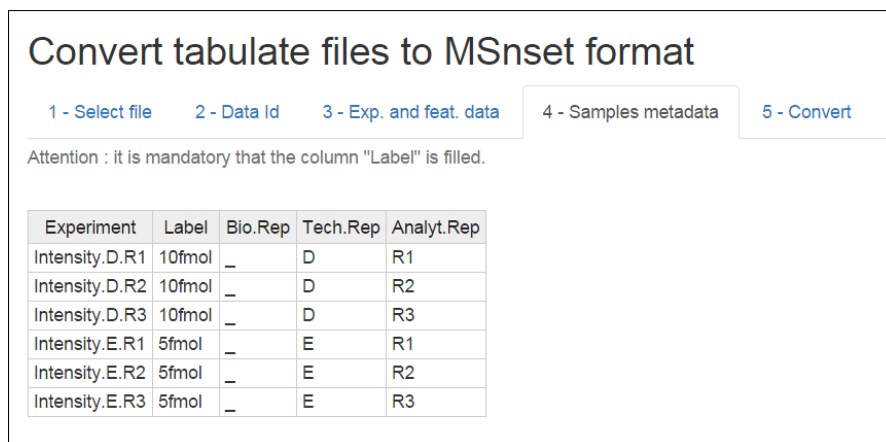 Convert tabulate files to MSnset format
1 - Select file 2 - Data Id 3 - Exp. and feat. data 4 - Samples metadata 5 - Convert
Attention : it is mandatory that the column "Label" is filled.
Experiment Label Bio.Rep Tech.Rep Analyt.Rep
Intensity.D.R1 10fmol _ D R1
Intensity.D.R2 10fmol _ D R2
Intensity.D.R3 10fmol _ D R3
Intensity.E.R1 5fmol _ E R1
Intensity.E.R2 5fmol _ E R2
Intensity.E.R3 5fmol _ E R3